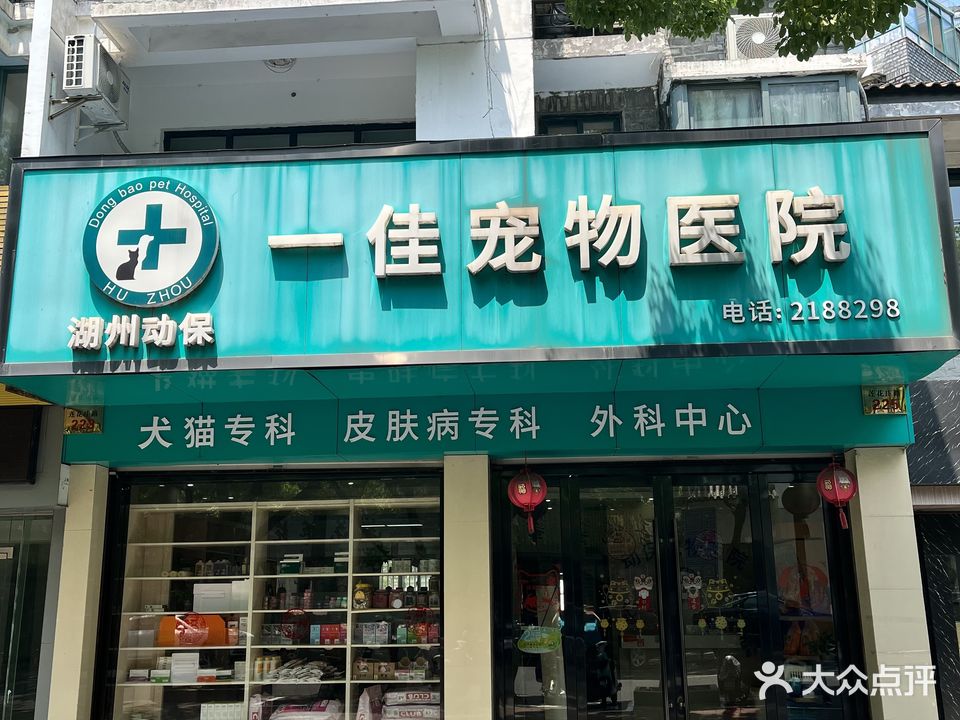 Dong bao pet Hospital
HU ZHOU
湖州动保
一佳宠物医院
电话:2188298
犬猫专科 皮肤病专科 外科中心
大众点评